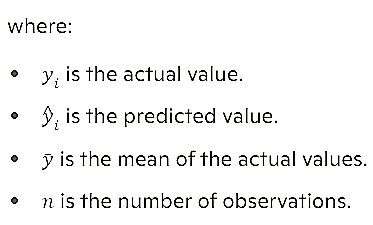 where:
• yᵢ is the actual value.
• ŷᵢ is the predicted value.
• ȳ is the mean of the actual values.
• n is the number of observations.